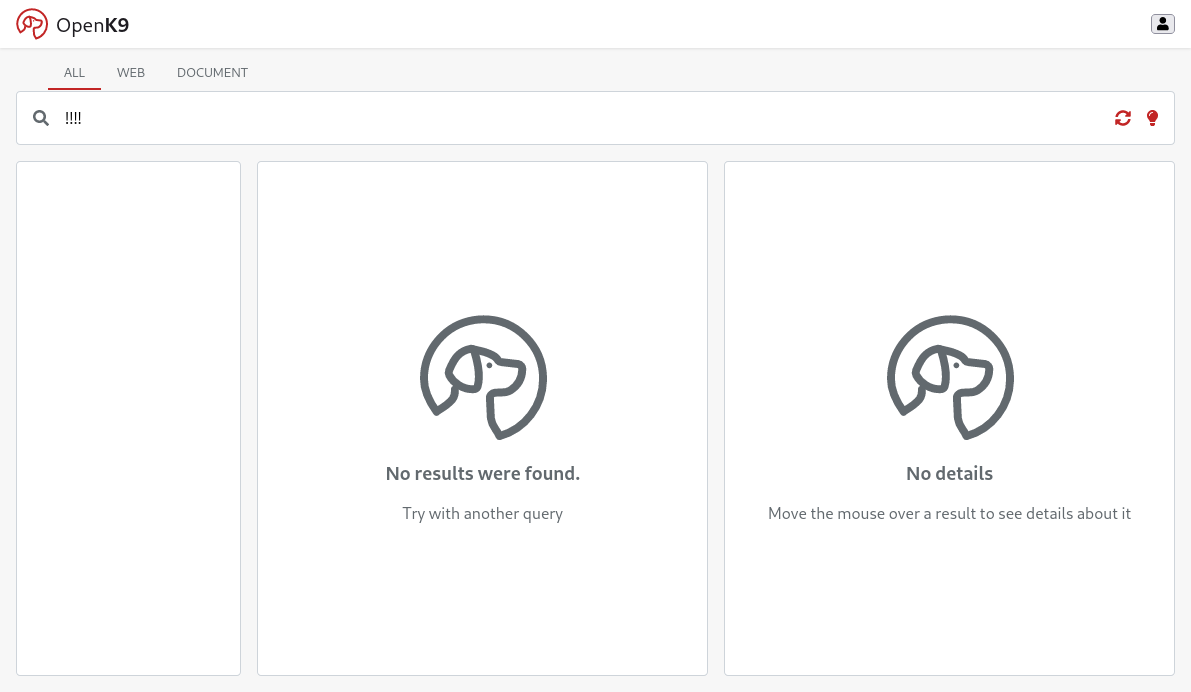 OpenK9
ALL WEB DOCUMENT
!!!!
No results were found.
Try with another query
No details
Move the mouse over a result to see details about it